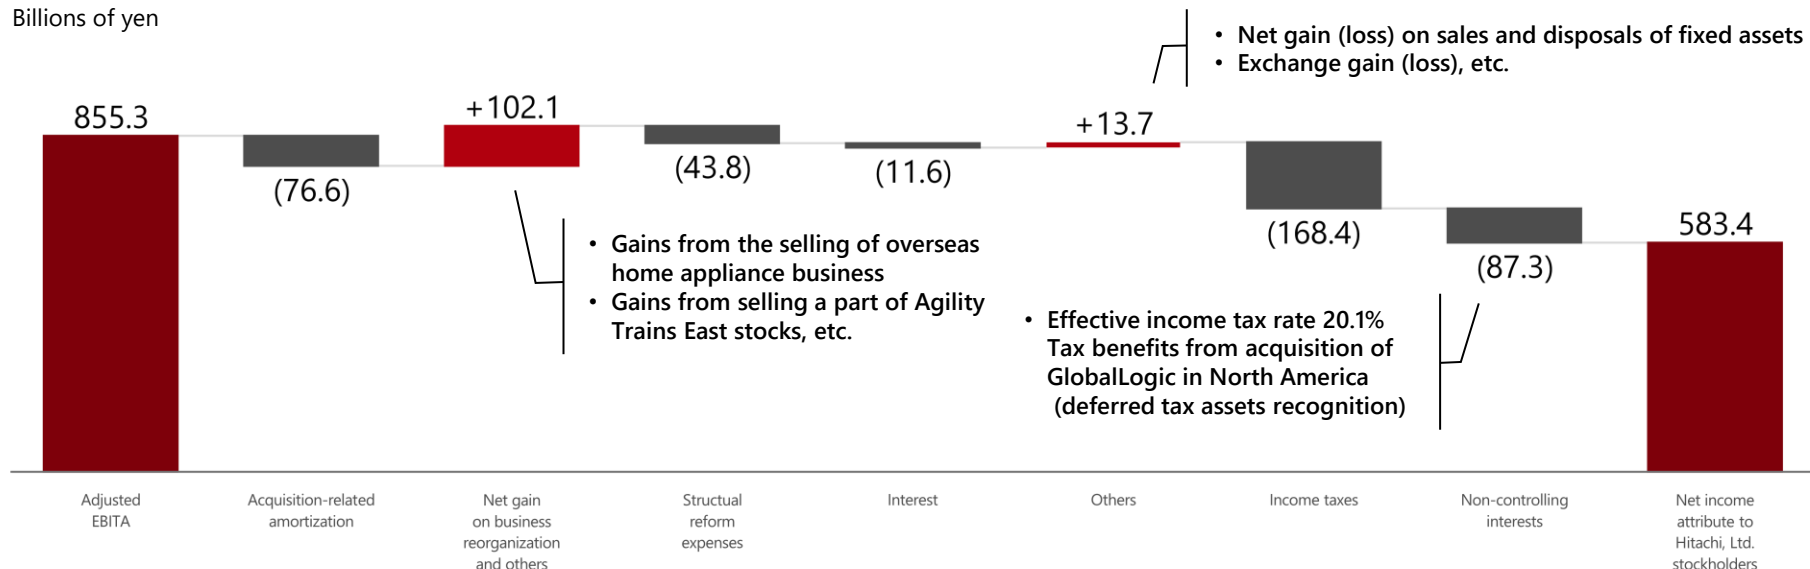 Billions of yen
• Net gain (loss) on sales and disposals of fixed assets
• Exchange gain (loss), etc.
855.3
(76.6)
+102.1
(43.8)
(11.6)
+13.7
(168.4)
(87.3)
583.4
• Gains from the selling of overseas
home appliance business
• Gains from selling a part of Agility
Trains East stocks, etc.
• Effective income tax rate 20.1%
Tax benefits from acquisition of
GlobalLogic in North America
(deferred tax assets recognition)
Adjusted
EBITA
Acquisition-related
amortization
Net gain
on business
reorganization
and others
Structual
reform
expenses
Interest
Others
Income taxes
Non-controlling
interests
Net income
attribute to
Hitachi, Ltd.
stockholders